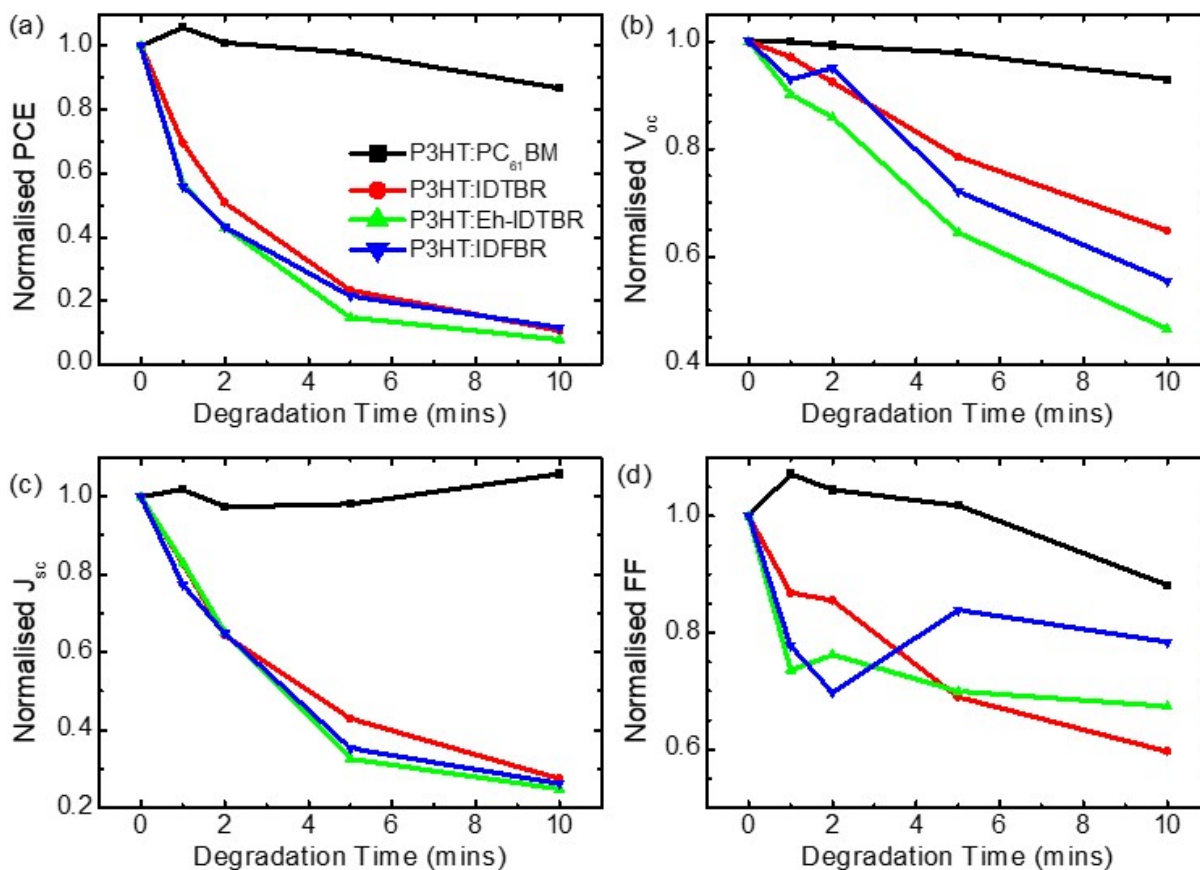 (a)
Normalised PCE
1.0
0.8
0.6
0.4
0.2
0.0
P3HT:PC₆₁BM
P3HT:IDTBR
P3HT:Eh-IDTBR
P3HT:IDFBR
0 2 4 6 8 10
Degradation Time (mins)
(b)
Normalised Vₒc
1.0
0.8
0.6
0.4
0 2 4 6 8 10
Degradation Time (mins)
(c)
Normalised Jsc
1.0
0.8
0.6
0.4
0.2
0 2 4 6 8 10
Degradation Time (mins)
(d)
Normalised FF
1.0
0.8
0.6
0 2 4 6 8 10
Degradation Time (mins)